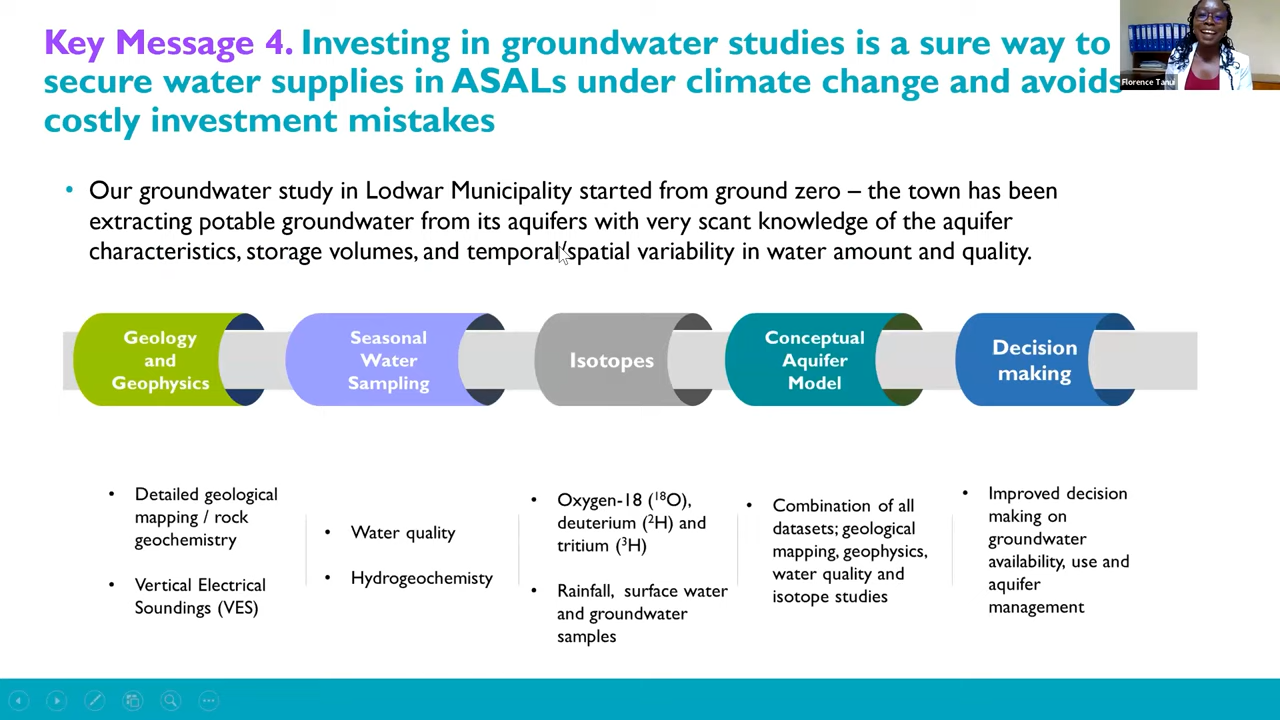 Key Message 4. Investing in groundwater studies is a sure way to
secure water supplies in ASALs under climate change and avoids
costly investment mistakes
Florence Tanui
• Our groundwater study in Lodwar Municipality started from ground zero – the town has been
extracting potable groundwater from its aquifers with very scant knowledge of the aquifer
characteristics, storage volumes, and temporal/spatial variability in water amount and quality.
Geology
and
Geophysics
Seasonal
Water
Sampling
Isotopes
Conceptual
Aquifer
Model
Decision
making
• Detailed geological
mapping / rock
geochemistry
• Vertical Electrical
Soundings (VES)
• Water quality
• Hydrogeochemisty
• Oxygen-18 (¹⁸O),
deuterium (²H) and
tritium (³H)
• Rainfall, surface water
and groundwater
samples
• Combination of all
datasets; geological
mapping, geophysics,
water quality and
isotope studies
• Improved decision
making on
groundwater
availability, use and
aquifer
management